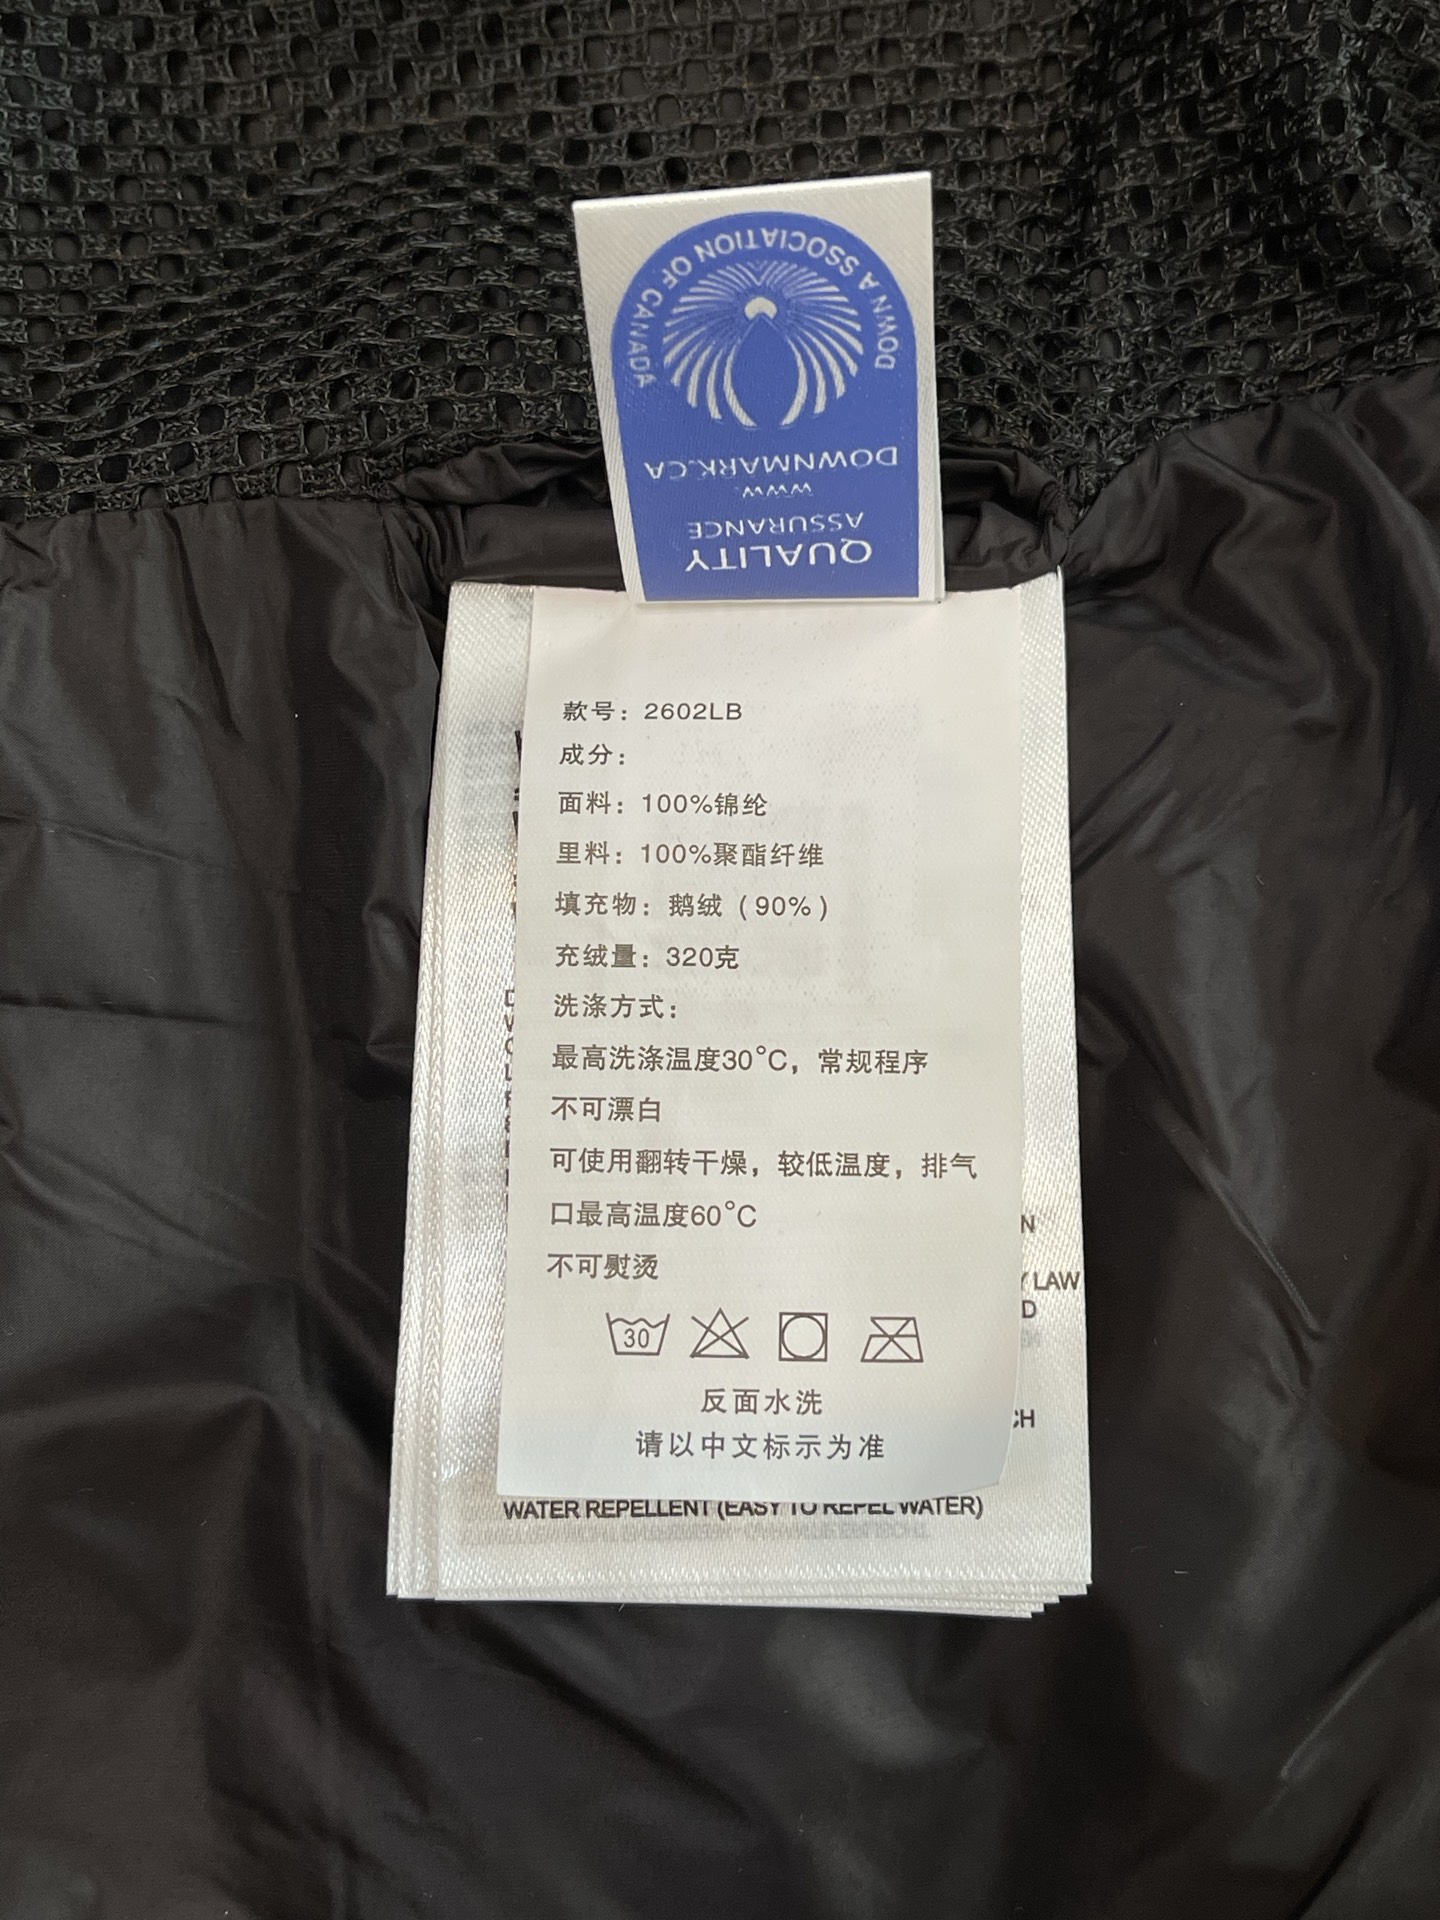 DOWN ASSOCIATION OF CANADA
DOWNMARK.CA
WWW.
ASSURANCE
QUALITY
款号：2602LB
成分：
面料：100%锦纶
里料：100%聚酯纤维
填充物：鹅绒（90%）
充绒量：320克
洗涤方式：
最高洗涤温度30°C，常规程序
不可漂白
可使用翻转干燥，较低温度，排气
口最高温度60°C
不可熨烫
30
反面水洗
请以中文标示为准
N
Y LAW
D
CH
WATER REPELLENT (EASY TO REPEL WATER)